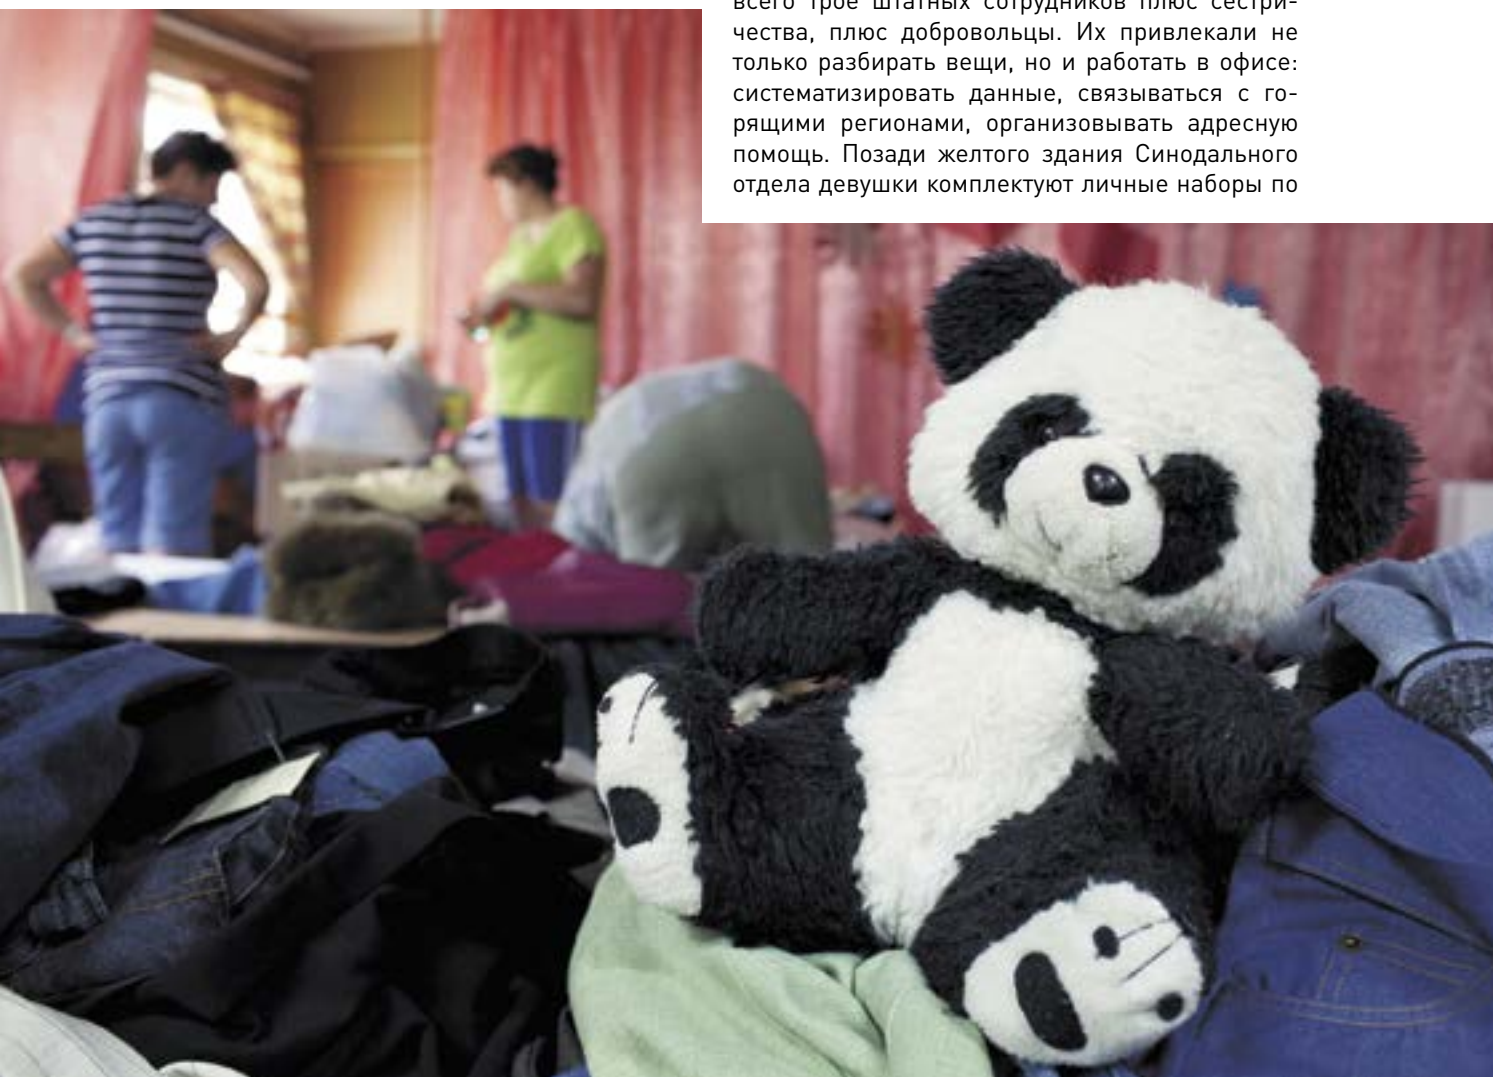 всего трое штатных сотрудников плюс сестри-
чества, плюс добровольцы. Их привлекали не
только разбирать вещи, но и работать в офисе:
систематизировать данные, связываться с го-
рящими регионами, организовывать адресную
помощь. Позади желтого здания Синодального
отдела девушки комплектуют личные наборы по